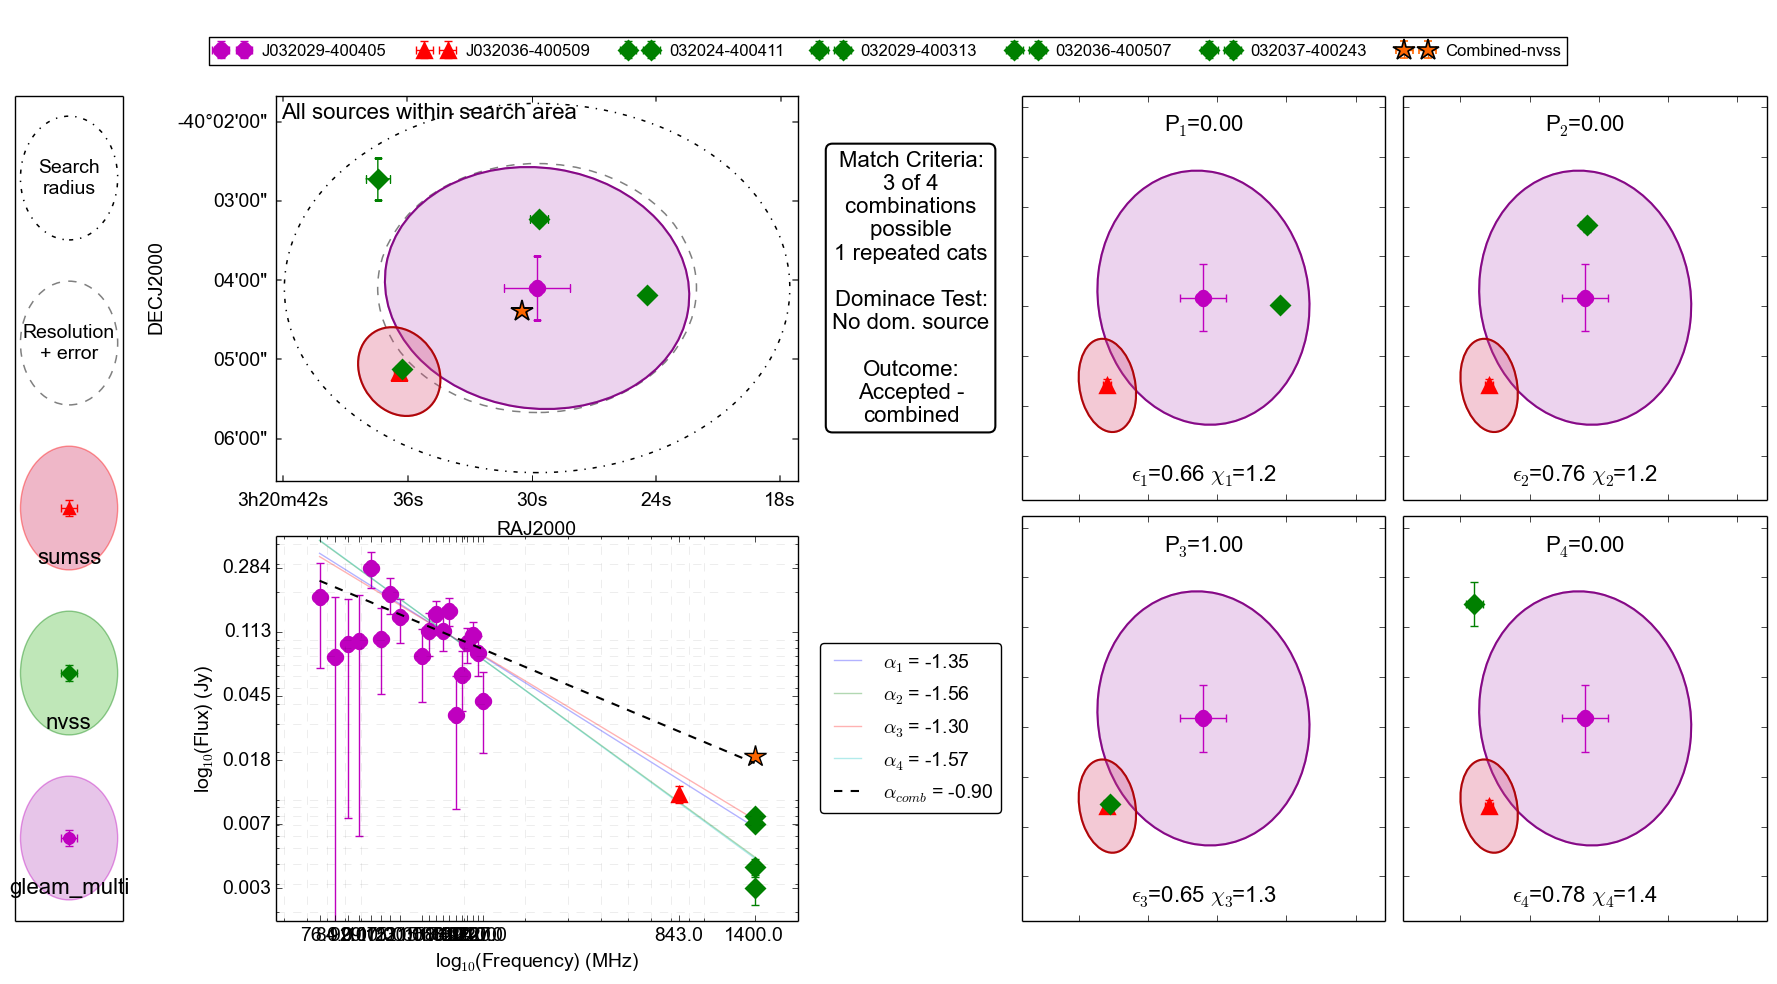 J032029-400405 J032036-400509 032024-400411 032029-400313 032036-400507 032037-400243 Combined-nvss
Search
radius
Resolution
+ error
sumss
nvss
gleam_multi
All sources within search area
-40°02'00"
03'00"
04'00"
05'00"
06'00"
DECJ2000
3h20m42s 36s 30s 24s 18s
RAJ2000
Match Criteria:
3 of 4
combinations
possible
1 repeated cats
Dominace Test:
No dom. source
Outcome:
Accepted -
combined
P1=0.00
ϵ1=0.66 χ1=1.2
P2=0.00
ϵ2=0.76 χ2=1.2
0.284
0.113
0.045
0.018
0.007
0.003
log10(Flux) (Jy)
843.0 1400.0
log10(Frequency) (MHz)
α1 = -1.35
α2 = -1.56
α3 = -1.30
α4 = -1.57
αcomb = -0.90
P3=1.00
ϵ3=0.65 χ3=1.3
P4=0.00
ϵ4=0.78 χ4=1.4